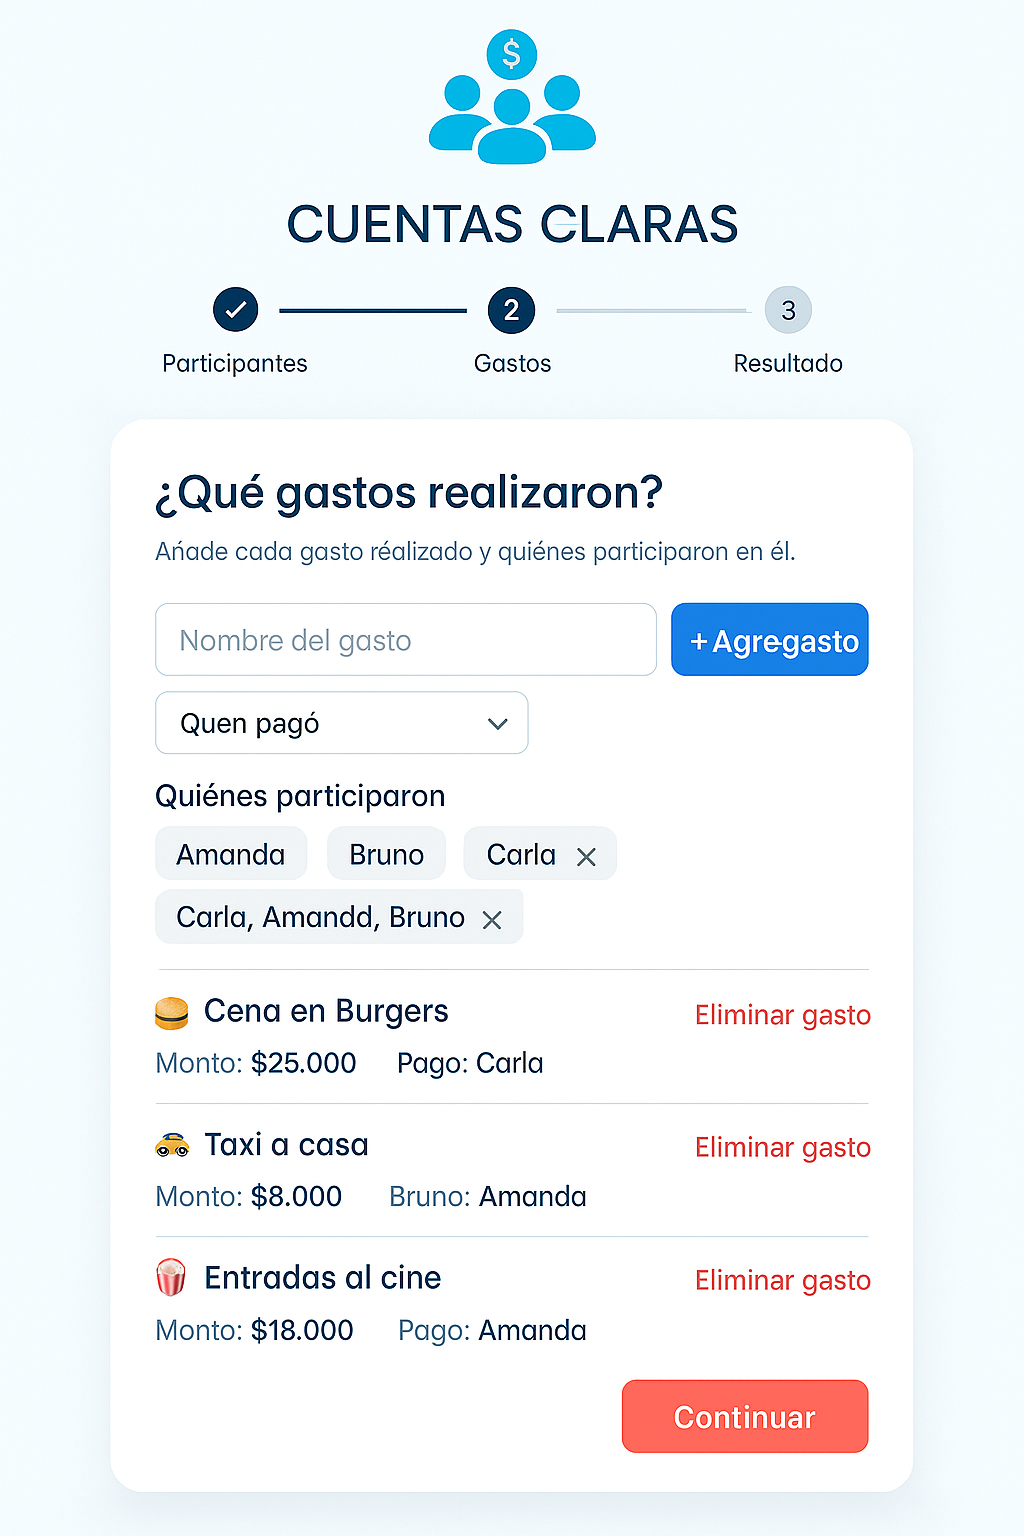 $
CUENTAS CLARAS
2
3
Participantes
Gastos
Resultado
¿Qué gastos realizaron?
Ańade cada gasto réalizado y quiénes participaron en él.
Nombre del gasto
+Agregasto
Quen pagó
Quiénes participaron
Amanda Bruno Carla ×
Carla, Amandd, Bruno ×
Cena en Burgers
Eliminar gasto
Monto: $25.000 Pago: Carla
Taxi a casa
Eliminar gasto
Monto: $8.000 Bruno: Amanda
Entradas al cine
Eliminar gasto
Monto: $18.000 Pago: Amanda
Continuar